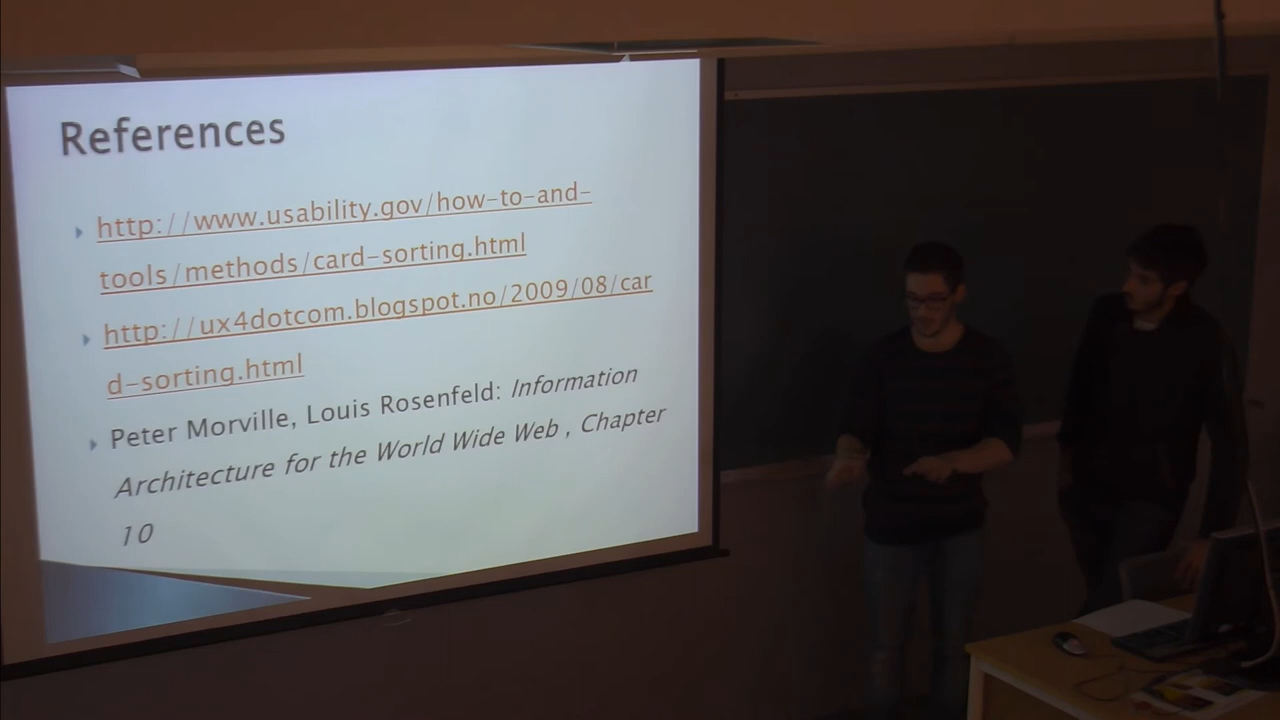 References
http://www.usability.gov/how-to-and-
tools/methods/card-sorting.html
http://ux4dotcom.blogspot.no/2009/08/car
d-sorting.html
Peter Morville, Louis Rosenfeld: Information
Architecture for the World Wide Web , Chapter
10